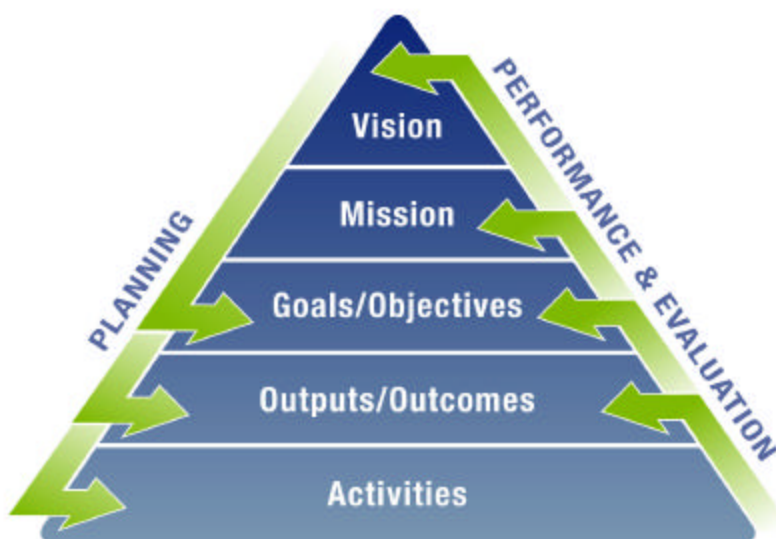 Vision
Mission
Goals/Objectives
Outputs/Outcomes
Activities
PLANNING
PERFORMANCE & EVALUATION